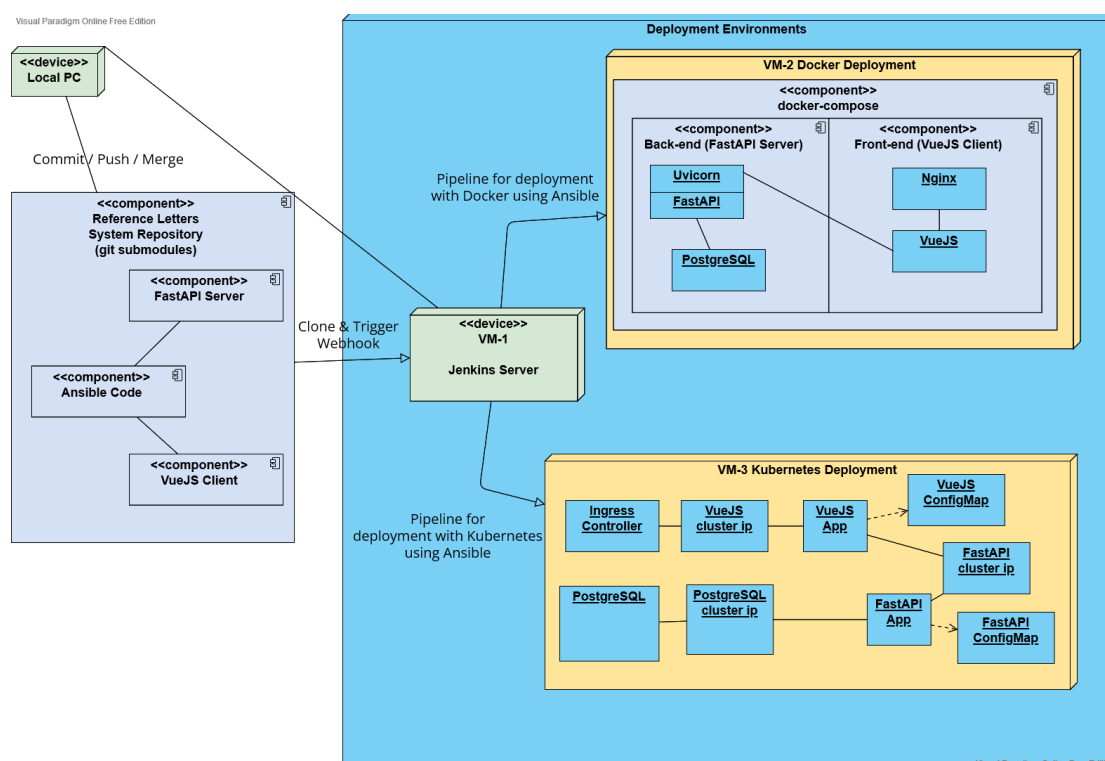 Visual Paradigm Online Free Edition
Deployment Environments
<<device>>
Local PC
Commit / Push / Merge
<<component>>
Reference Letters
System Repository
(git submodules)
<<component>>
FastAPI Server
<<component>>
Ansible Code
<<component>>
VueJS Client
Clone & Trigger
Webhook
<<device>>
VM-1
Jenkins Server
Pipeline for deployment
with Docker using Ansible
VM-2 Docker Deployment
<<component>>
docker-compose
<<component>>
Back-end (FastAPI Server)
Uvicorn
FastAPI
PostgreSQL
<<component>>
Front-end (VueJS Client)
Nginx
VueJS
Pipeline for
deployment with Kubernetes
using Ansible
VM-3 Kubernetes Deployment
Ingress
Controller
VueJS
cluster ip
VueJS
App
VueJS
ConfigMap
FastAPI
cluster ip
PostgreSQL
PostgreSQL
cluster ip
FastAPI
App
FastAPI
ConfigMap